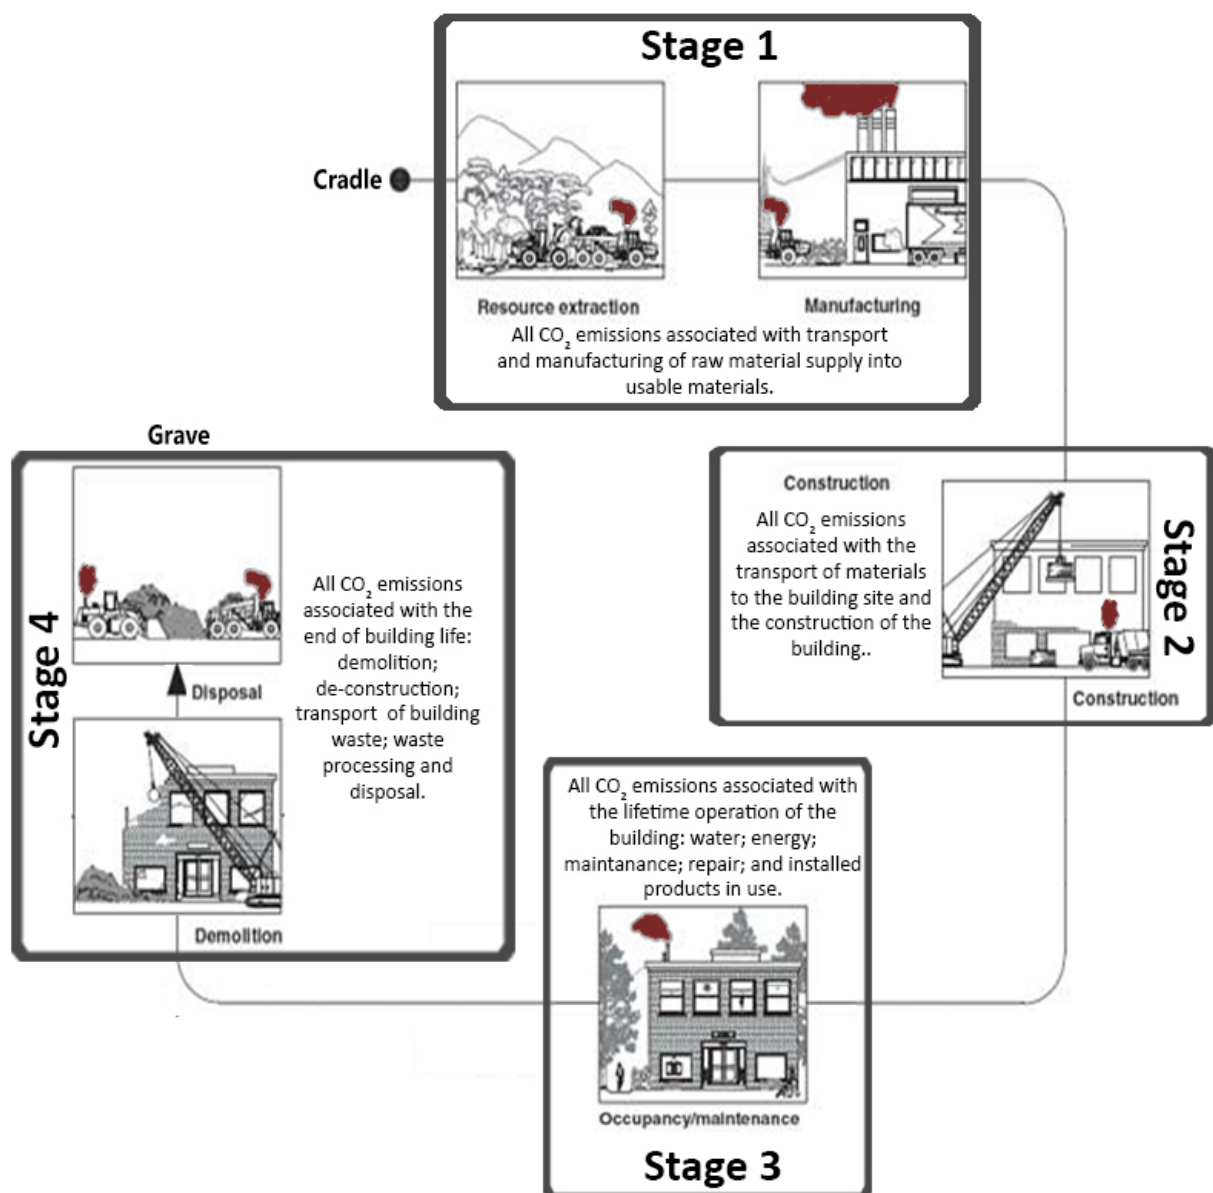 Stage 1
Cradle
Resource extraction
Manufacturing
All CO₂ emissions associated with transport
and manufacturing of raw material supply into
usable materials.
Construction
All CO₂ emissions
associated with the
transport of materials
to the building site and
the construction of the
building..
Construction
Stage 2
All CO₂ emissions associated with
the lifetime operation of the
building: water; energy;
maintanance; repair; and installed
products in use.
Occupancy/maintenance
Stage 3
Grave
Stage 4
Disposal
All CO₂ emissions
associated with the
end of building life:
demolition;
de-construction;
transport of building
waste; waste
processing and
disposal.
Demolition